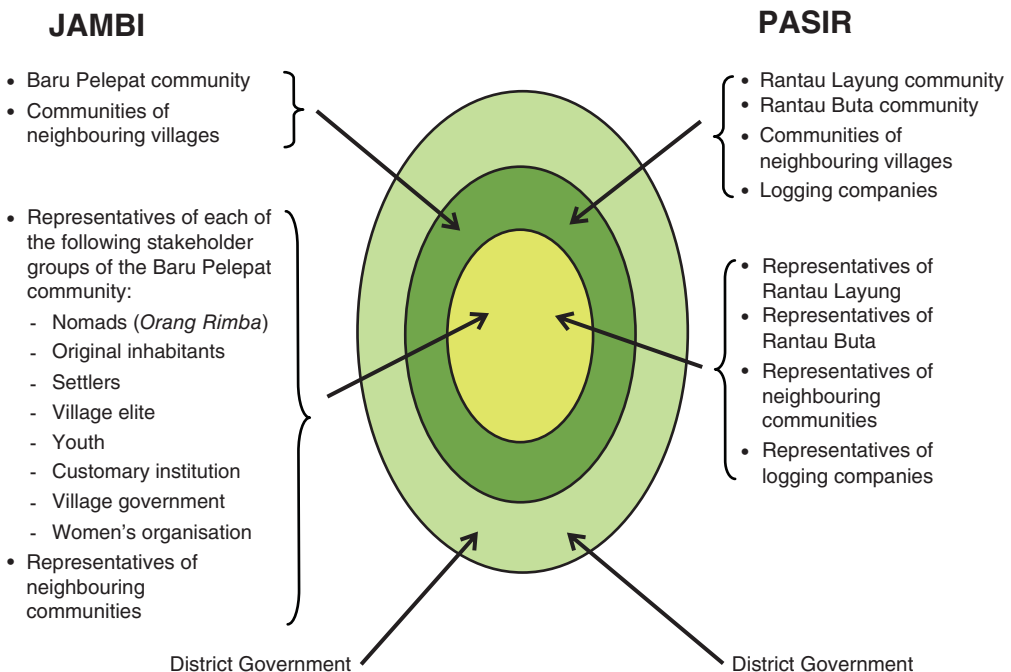 JAMBI
• Baru Pelepat community
• Communities of
neighbouring villages
• Representatives of each of
the following stakeholder
groups of the Baru Pelepat
community:
- Nomads (Orang Rimba)
- Original inhabitants
- Settlers
- Village elite
- Youth
- Customary institution
- Village government
- Women's organisation
• Representatives of
neighbouring
communities
District Government
PASIR
• Rantau Layung community
• Rantau Buta community
• Communities of
neighbouring villages
• Logging companies
• Representatives of
Rantau Layung
• Representatives of
Rantau Buta
• Representatives of
neighbouring
communities
• Representatives of
logging companies
District Government